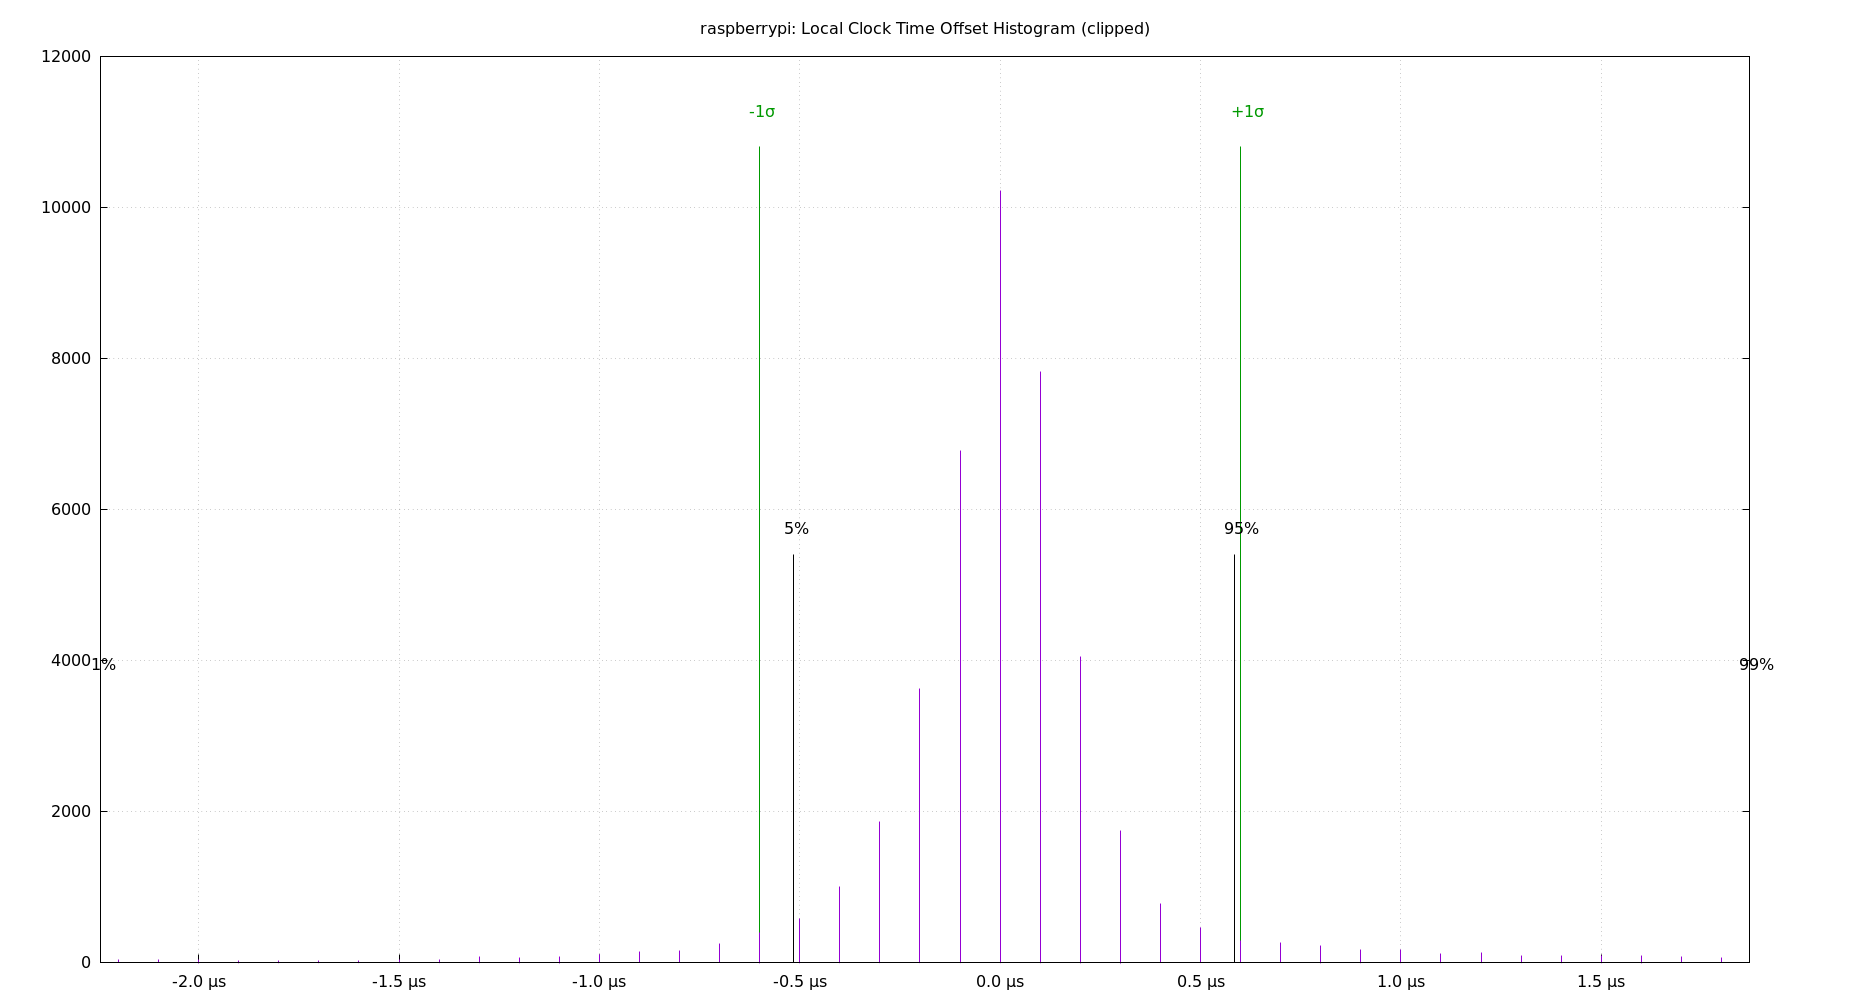 raspberrypi: Local Clock Time Offset Histogram (clipped)
12000
-1σ +1σ
10000
8000
6000
5% 95%
4000 1% 99%
2000
0
-2.0 µs -1.5 µs -1.0 µs -0.5 µs 0.0 µs 0.5 µs 1.0 µs 1.5 µs